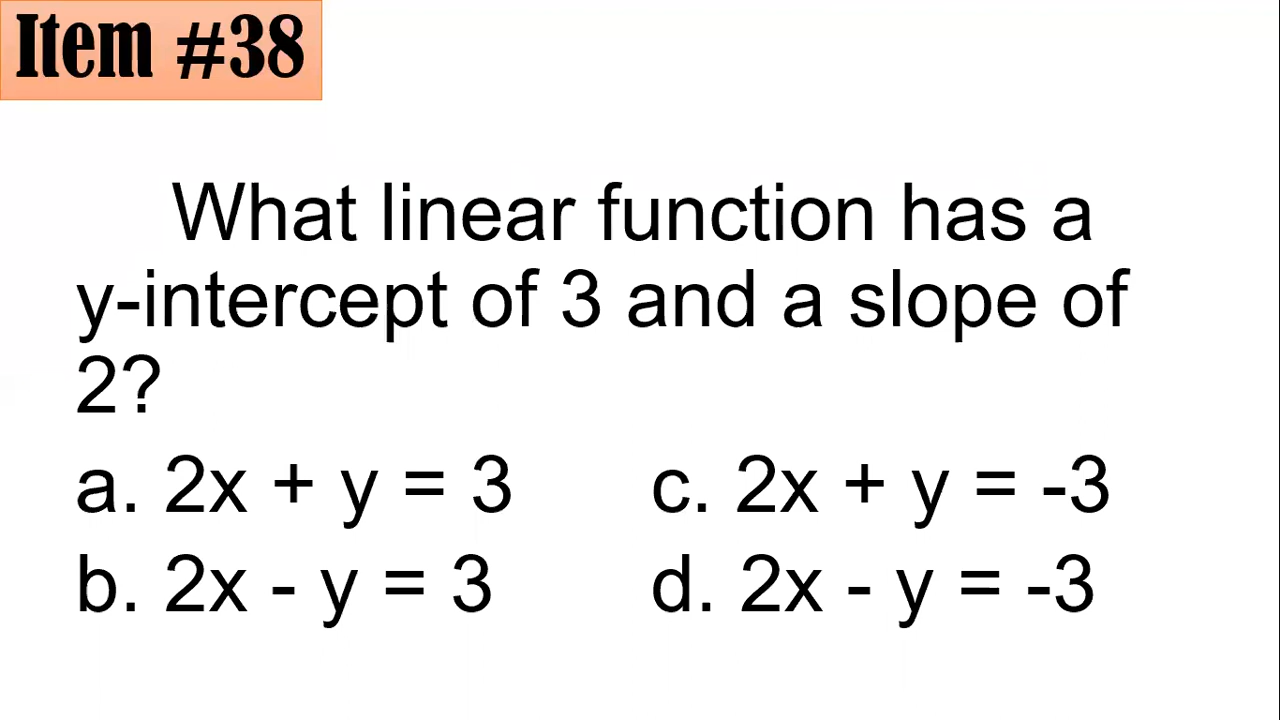 Item #38
What linear function has a
y-intercept of 3 and a slope of
2?
a. 2x + y = 3 c. 2x + y = -3
b. 2x - y = 3 d. 2x - y = -3